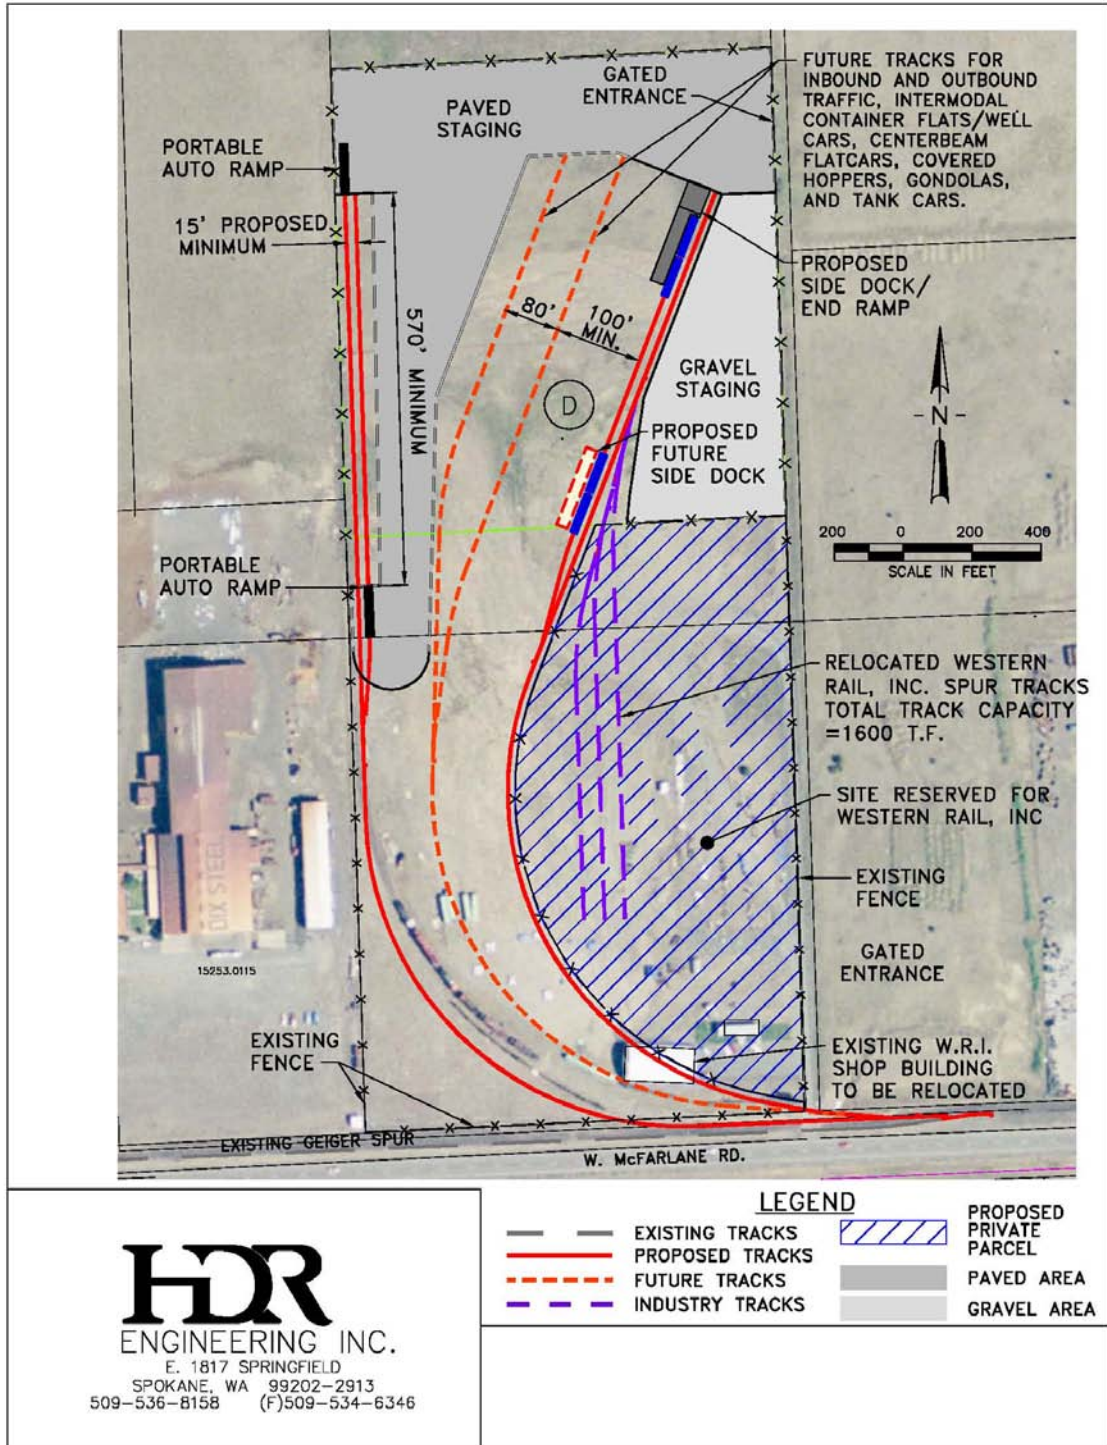 GATED
ENTRANCE
PAVED
STAGING
FUTURE TRACKS FOR
INBOUND AND OUTBOUND
TRAFFIC, INTERMODAL
CONTAINER FLATS/WELL
CARS, CENTERBEAM
FLATCARS, COVERED
HOPPERS, GONDOLAS,
AND TANK CARS.
PORTABLE
AUTO RAMP
15' PROPOSED
MINIMUM
570' MINIMUM
80'
100'
MIN.
PROPOSED
SIDE DOCK/
END RAMP
GRAVEL
STAGING
D
PROPOSED
FUTURE
SIDE DOCK
-N-
200 0 200 400
SCALE IN FEET
PORTABLE
AUTO RAMP
RELOCATED WESTERN
RAIL, INC. SPUR TRACKS
TOTAL TRACK CAPACITY
=1600 T.F.
SITE RESERVED FOR
WESTERN RAIL, INC
DIX STEEL
15253.0115
EXISTING
FENCE
GATED
ENTRANCE
EXISTING
FENCE
EXISTING W.R.I.
SHOP BUILDING
TO BE RELOCATED
EXISTING GEIGER SPUR
W. McFARLANE RD.
HDR
ENGINEERING INC.
E. 1817 SPRINGFIELD
SPOKANE, WA 99202-2913
509-536-8158 (F)509-534-6346
LEGEND
EXISTING TRACKS
PROPOSED TRACKS
FUTURE TRACKS
INDUSTRY TRACKS
PROPOSED
PRIVATE
PARCEL
PAVED AREA
GRAVEL AREA